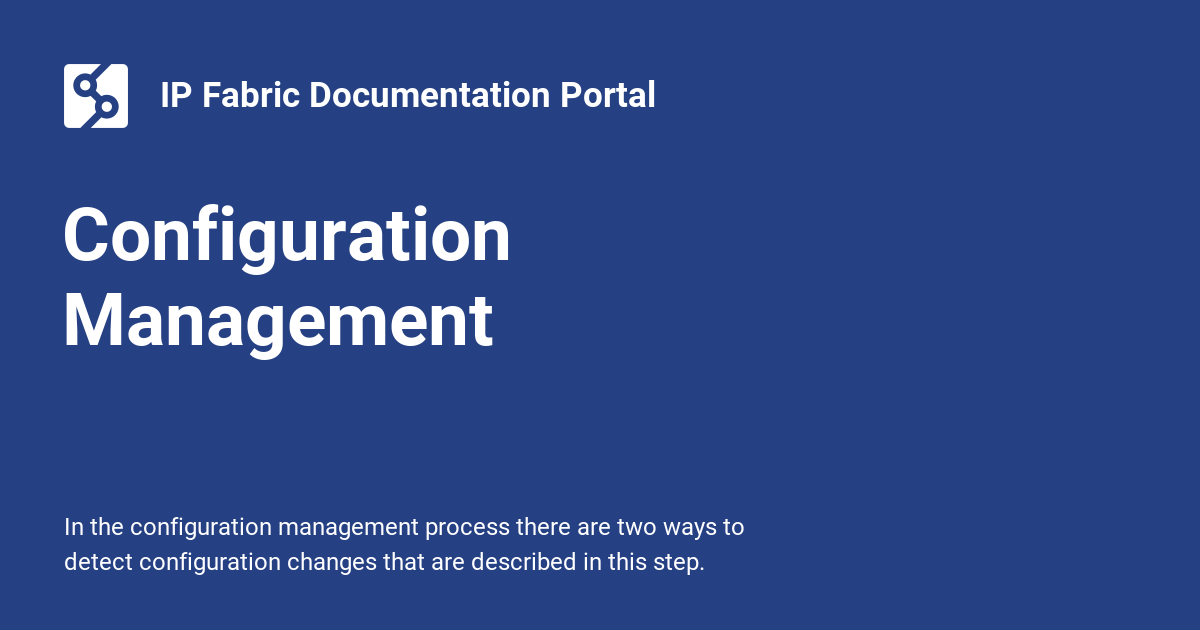 IP Fabric Documentation Portal
Configuration
Management
In the configuration management process there are two ways to
detect configuration changes that are described in this step.